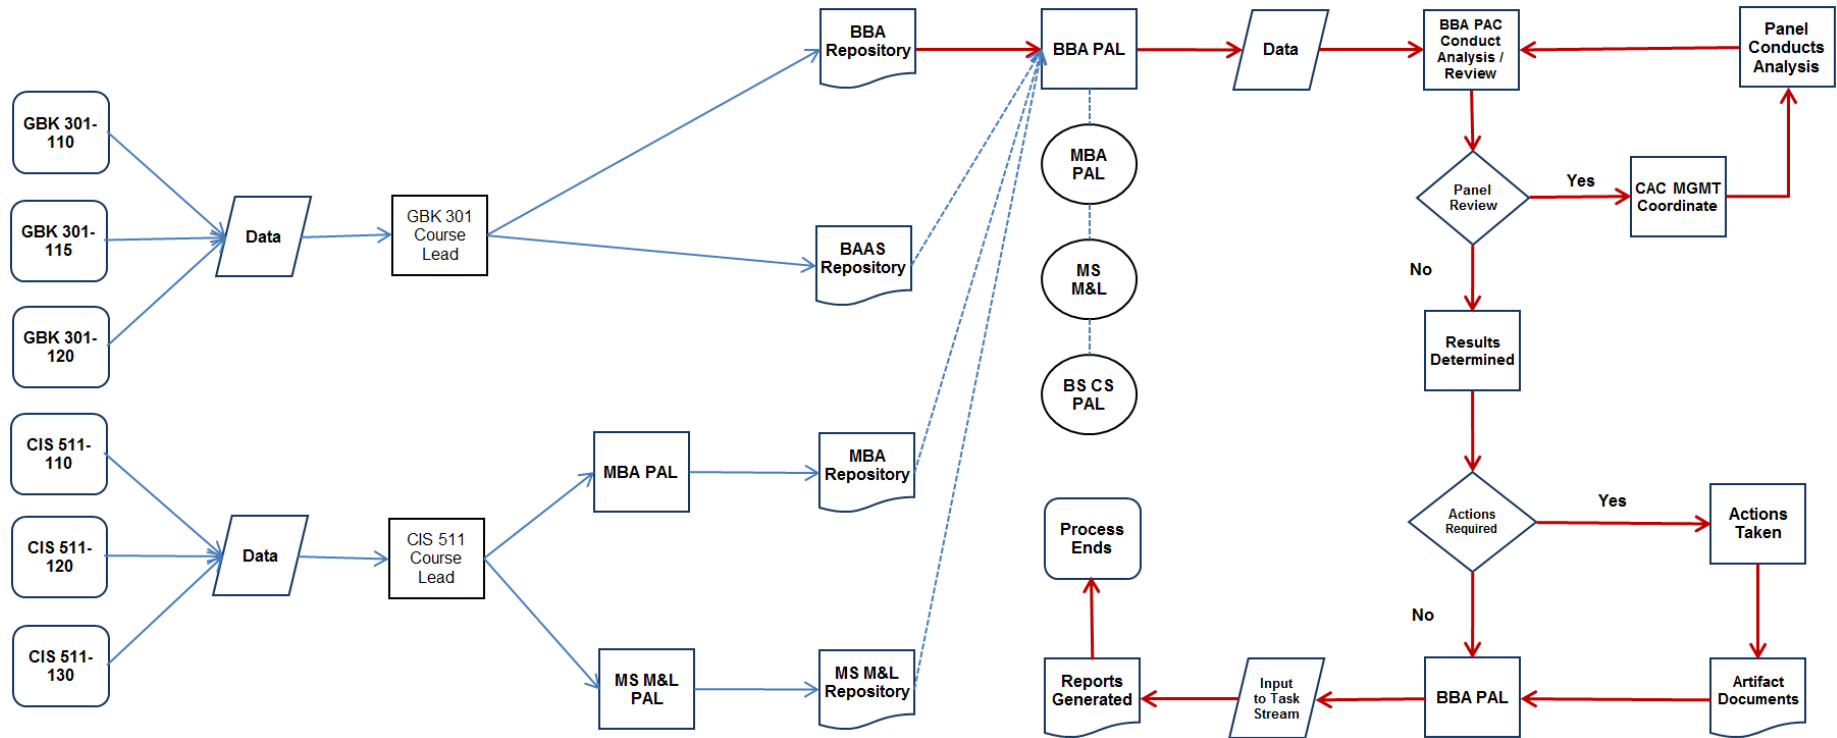 GBK 301-
110
GBK 301-
115
GBK 301-
120
Data
GBK 301
Course
Lead
BBA
Repository
BAAS
Repository
CIS 511-
110
CIS 511-
120
CIS 511-
130
Data
CIS 511
Course
Lead
MBA PAL
MS M&L
PAL
MBA
Repository
MS M&L
Repository
BBA PAL
MBA
PAL
MS
M&L
BS CS
PAL
Data
BBA PAC
Conduct
Analysis /
Review
Panel
Conducts
Analysis
Panel
Review
Yes
CAC MGMT
Coordinate
No
Results
Determined
Actions
Required
Yes
Actions
Taken
No
Artifact
Documents
BBA PAL
Input
to Task
Stream
Reports
Generated
Process
Ends